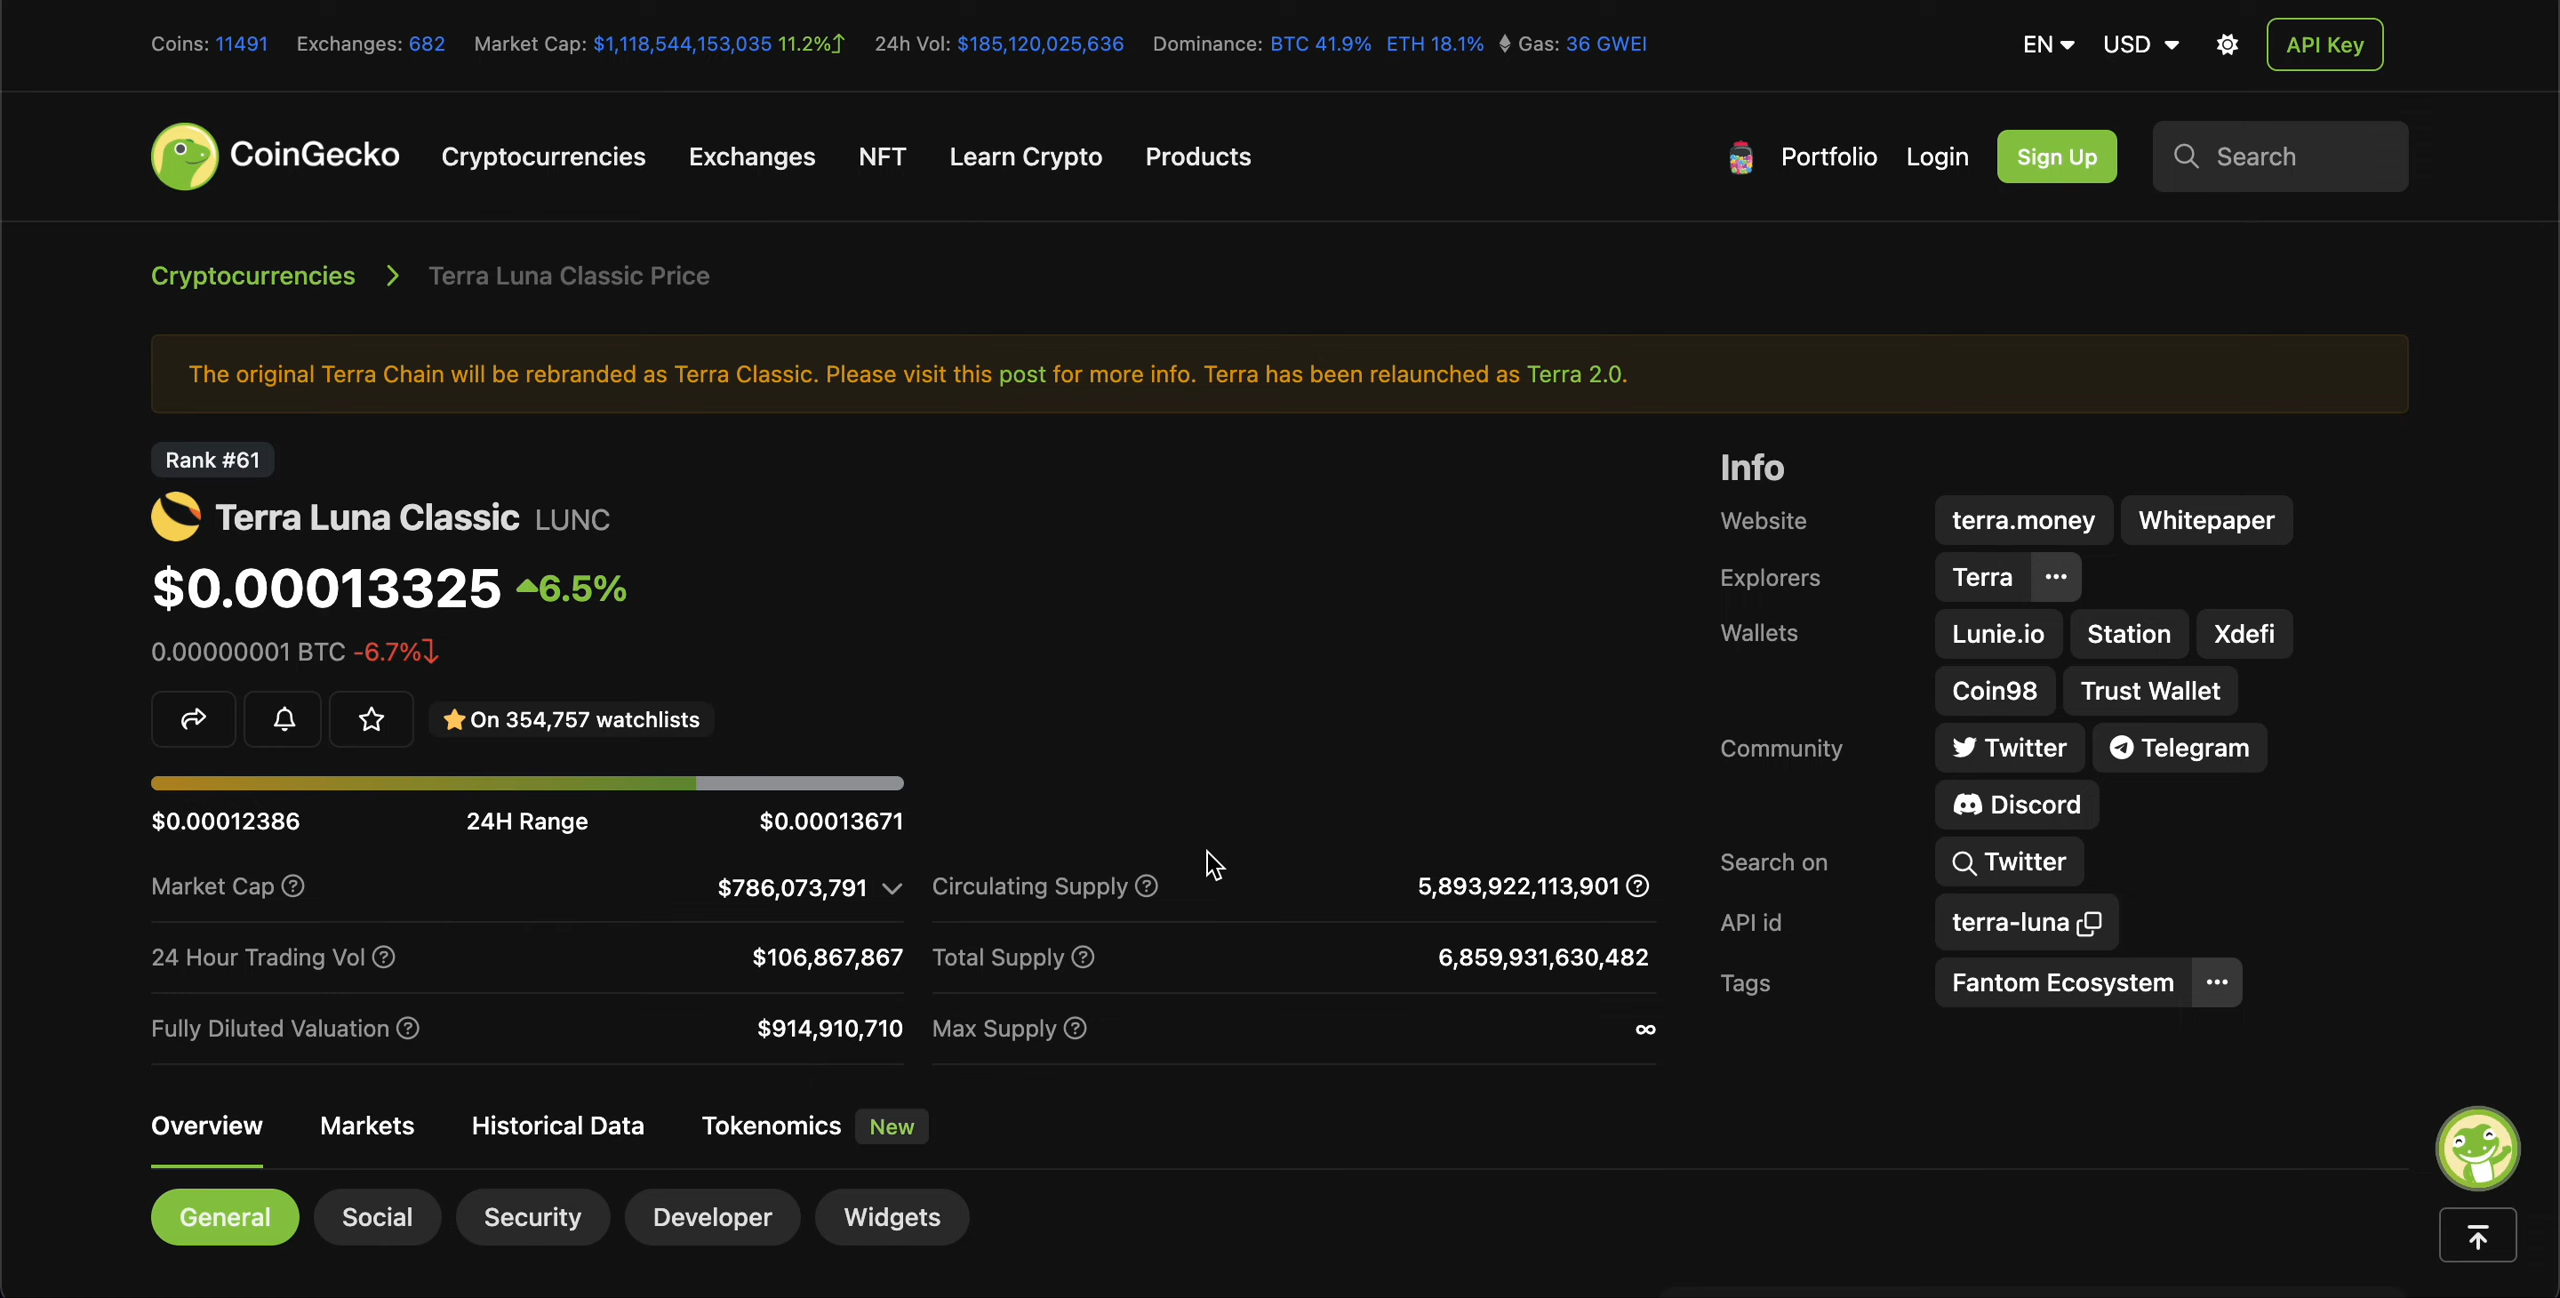 Coins: 11491 Exchanges: 682 Market Cap: $1,118,544,153,035 11.2% 24h Vol: $185,120,025,636 Dominance: BTC 41.9% ETH 18.1% Gas: 36 GWEI EN USD API Key
CoinGecko Cryptocurrencies Exchanges NFT Learn Crypto Products Portfolio Login Sign Up Search
Cryptocurrencies > Terra Luna Classic Price
The original Terra Chain will be rebranded as Terra Classic. Please visit this post for more info. Terra has been relaunched as Terra 2.0.
Rank #61
Terra Luna Classic LUNC
$0.00013325 6.5%
0.00000001 BTC -6.7%
On 354,757 watchlists
$0.00012386 24H Range $0.00013671
Market Cap $786,073,791
24 Hour Trading Vol $106,867,867
Fully Diluted Valuation $914,910,710
Circulating Supply 5,893,922,113,901
Total Supply 6,859,931,630,482
Max Supply ∞
Info
Website terra.money Whitepaper
Explorers Terra ...
Wallets Lunie.io Station Xdefi
Coin98 Trust Wallet
Community Twitter Telegram
Discord
Search on Twitter
API id terra-luna
Tags Fantom Ecosystem ...
Overview Markets Historical Data Tokenomics New
General Social Security Developer Widgets